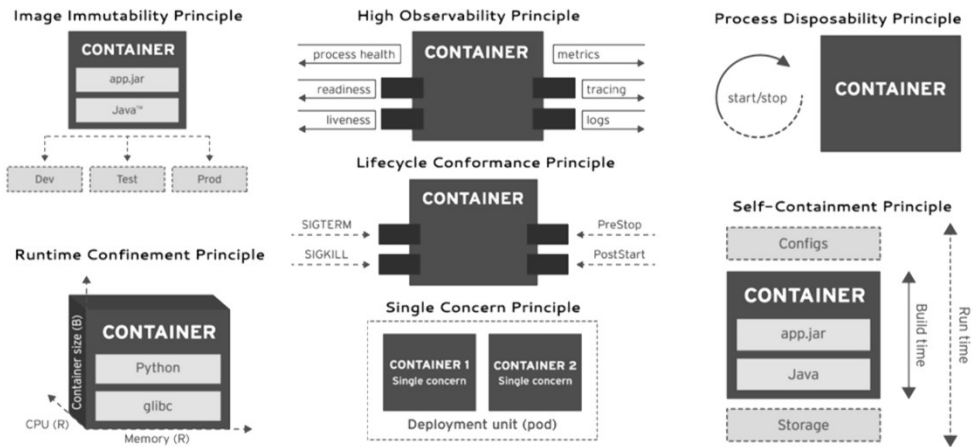 Image Immutability Principle
CONTAINER
app.jar
Java™
Dev
Test
Prod
High Observability Principle
process health
readiness
liveness
CONTAINER
metrics
tracing
logs
Process Disposability Principle
start/stop
CONTAINER
Lifecycle Conformance Principle
SIGTERM
SIGKILL
CONTAINER
PreStop
PostStart
Runtime Confinement Principle
Container size (B)
CONTAINER
Python
glibc
CPU (R)
Memory (R)
Single Concern Principle
CONTAINER 1
Single concern
CONTAINER 2
Single concern
Deployment unit (pod)
Self-Containment Principle
Configs
CONTAINER
app.jar
Java
Storage
Build time
Run time